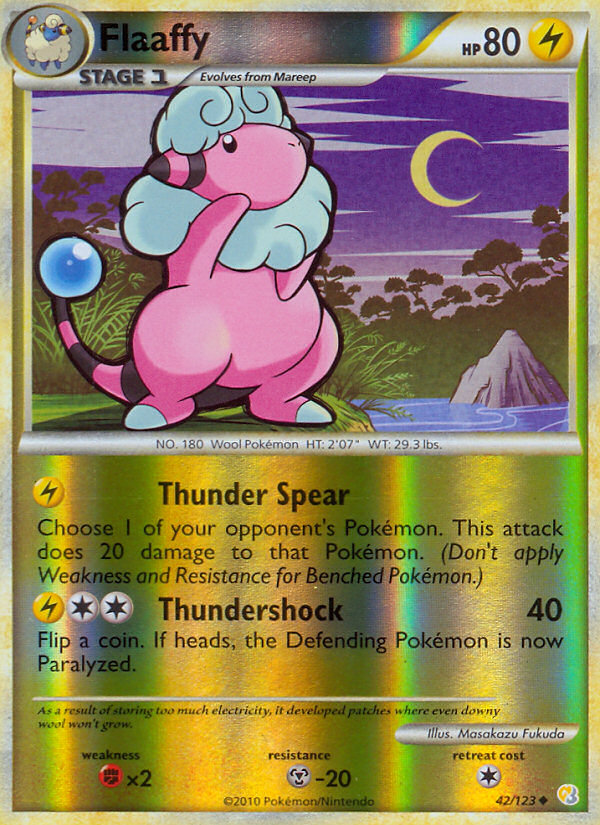 Flaaffy
HP 80
STAGE 1
Evolves from Mareep
NO. 180 Wool Pokémon HT: 2'07" WT: 29.3 lbs.
Thunder Spear
Choose 1 of your opponent's Pokémon. This attack
does 20 damage to that Pokémon. (Don't apply
Weakness and Resistance for Benched Pokémon.)
Thundershock 40
Flip a coin. If heads, the Defending Pokémon is now
Paralyzed.
As a result of storing too much electricity, it developed patches where even downy
wool won't grow.
Illus. Masakazu Fukuda
weakness resistance retreat cost
×2 -20
©2010 Pokémon/Nintendo 42/123